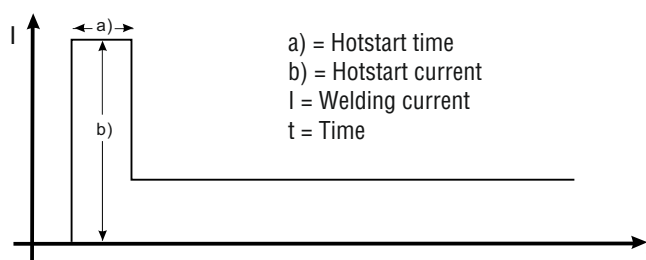 I
a)
b)
a) = Hotstart time
b) = Hotstart current
I = Welding current
t = Time